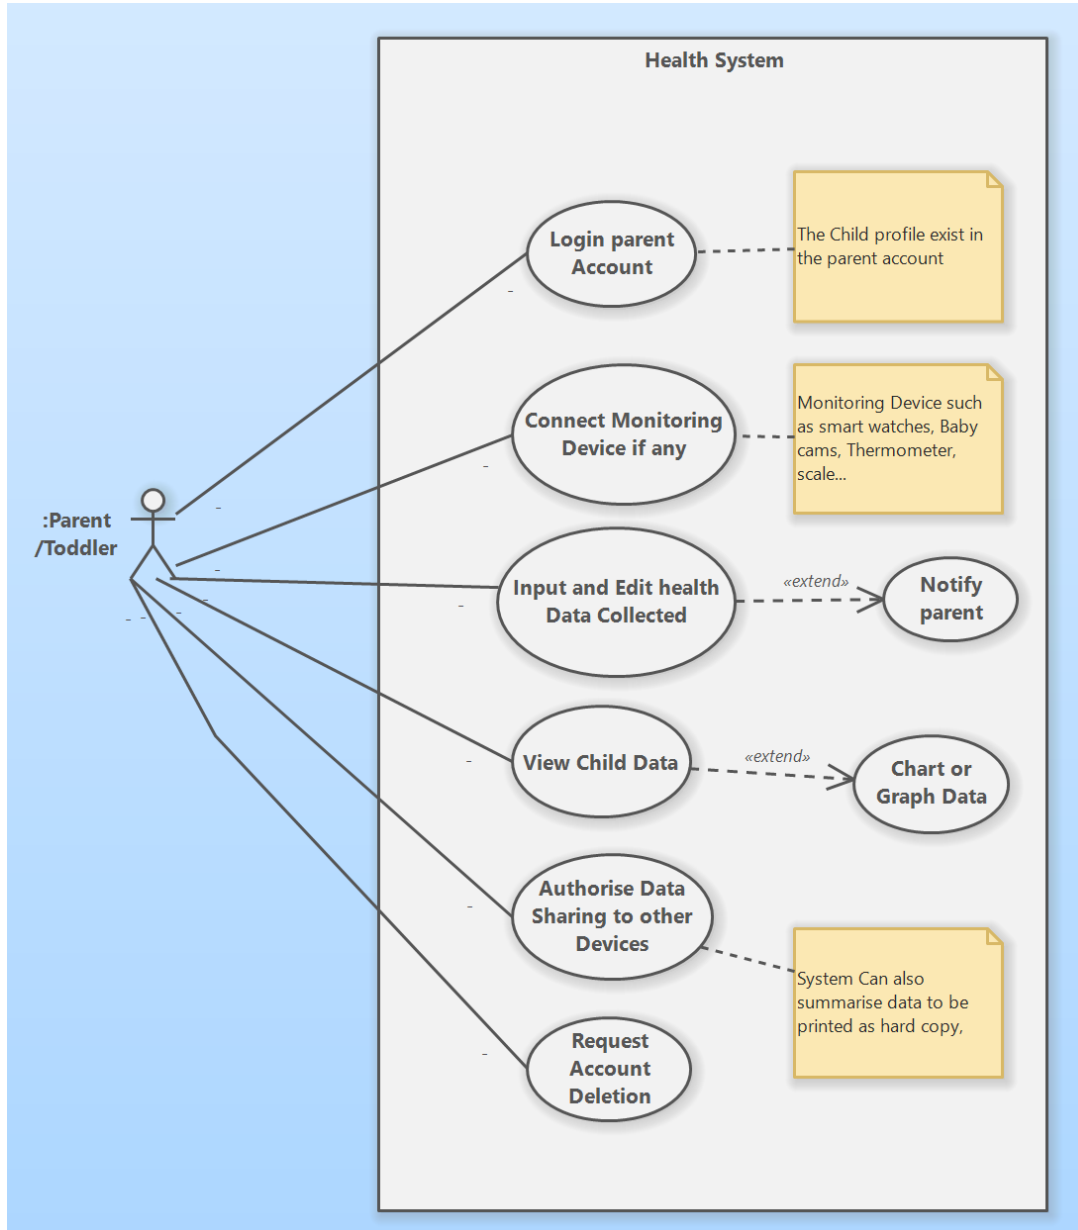 Health System
Login parent
Account
The Child profile exist in
the parent account
Connect Monitoring
Device if any
Monitoring Device such
as smart watches, Baby
cams, Thermometer,
scale...
:Parent
/Toddler
Input and Edit health
Data Collected
«extend»
Notify
parent
View Child Data
«extend»
Chart or
Graph Data
Authorise Data
Sharing to other
Devices
System Can also
summarise data to be
printed as hard copy,
Request
Account
Deletion